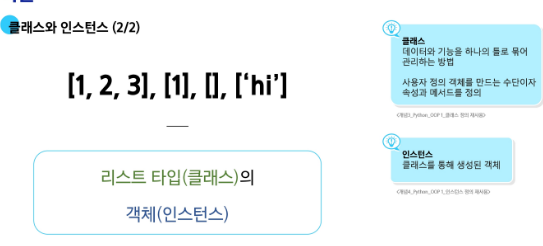 클래스와 인스턴스 (2/2)
[1, 2, 3], [1], [], [‘hi’]
리스트 타입(클래스)의
객체(인스턴스)
클래스
데이터와 기능을 하나의 틀로 묶어
관리하는 방법
사용자 정의 객체를 만드는 수단이자
속성과 메서드를 정의
인스턴스
클래스를 통해 생성된 객체